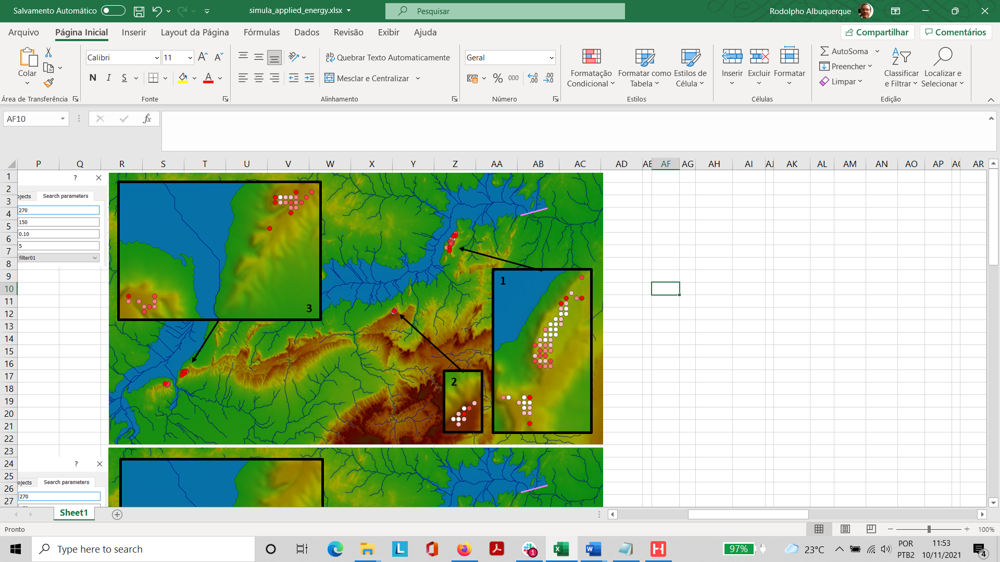 Salvamento Automático
simula_applied_energy.xlsx
Pesquisar
Rodolpho Albuquerque
Arquivo
Página Inicial
Inserir
Layout da Página
Fórmulas
Dados
Revisão
Exibir
Ajuda
Compartilhar
Comentários
Colar
Área de Transferência
Calibri
11
N I S
Fonte
Quebrar Texto Automaticamente
Mesclar e Centralizar
Alinhamento
Geral
% 000
Número
Formatação Condicional
Formatar como Tabela
Estilos de Célula
Estilos
Inserir
Excluir
Formatar
Células
AutoSoma
Preencher
Limpar
Classificar e Filtrar
Localizar e Selecionar
Edição
AF10
fx
P Q R S T U V W X Y Z AA AB AC AD AE AF AG AH AI AJ AK AL AM AN AO AP AQ AR
1
2
3
4
5
6
7
8
9
10
11
12
13
14
15
16
17
18
19
20
21
22
23
24
25
26
27
?
ojects
Search parameters
270
150
0.10
5
filter01
3
1
2
?
ojects
Search parameters
270
Sheet1
Pronto
100%
Type here to search
1
97%
23°C
POR
PTB2
11:53
10/11/2021
4